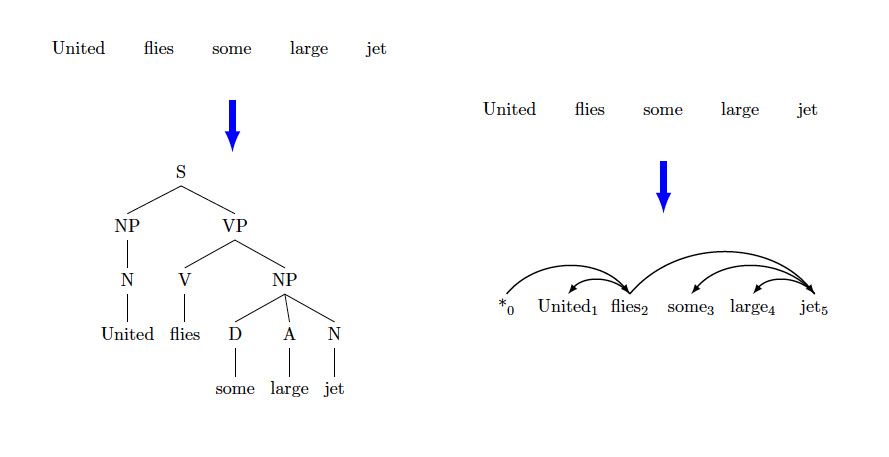 United flies some large jet
S
NP VP
N V NP
United flies D A N
some large jet
United flies some large jet
*0 United1 flies2 some3 large4 jet5